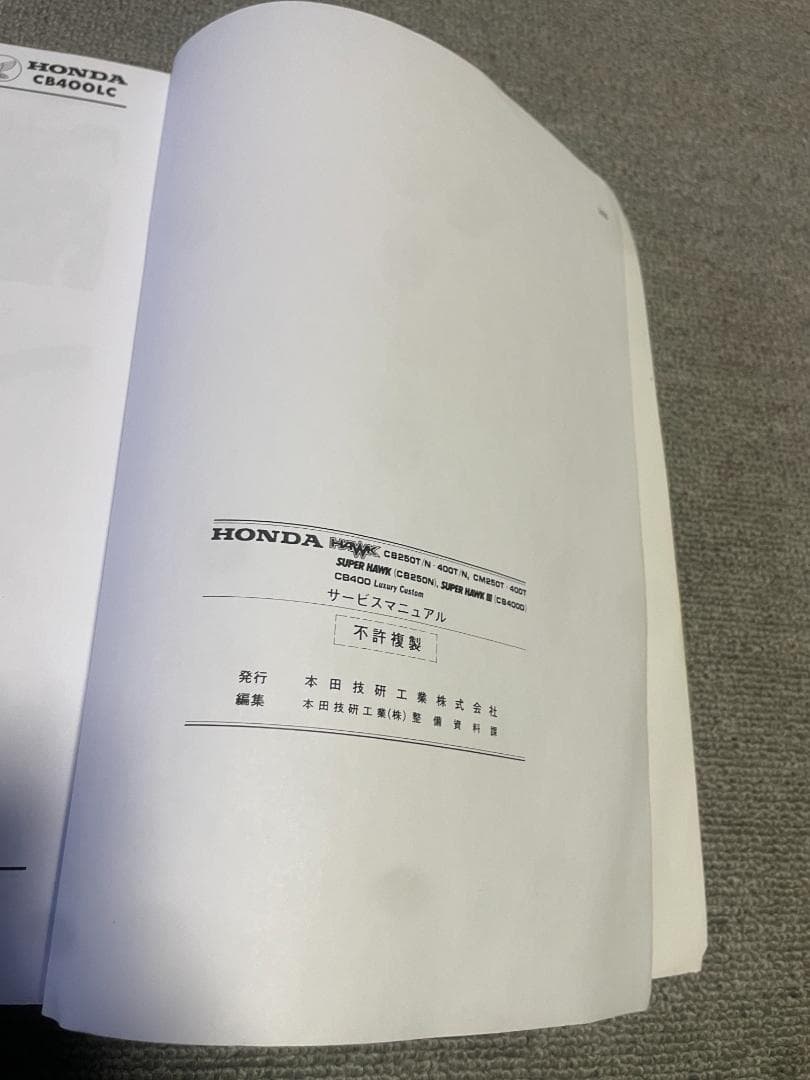 HONDA
CB400LC
HONDA HAWK CB250T/N · 400T/N, CM250T · 400T
SUPER HAWK (CB250N), SUPER HAWK III (CB400D)
CB400 Luxury Custom
サービスマニュアル
不許複製
発行 本田技研工業株式会社
編集 本田技研工業(株)整備資料課